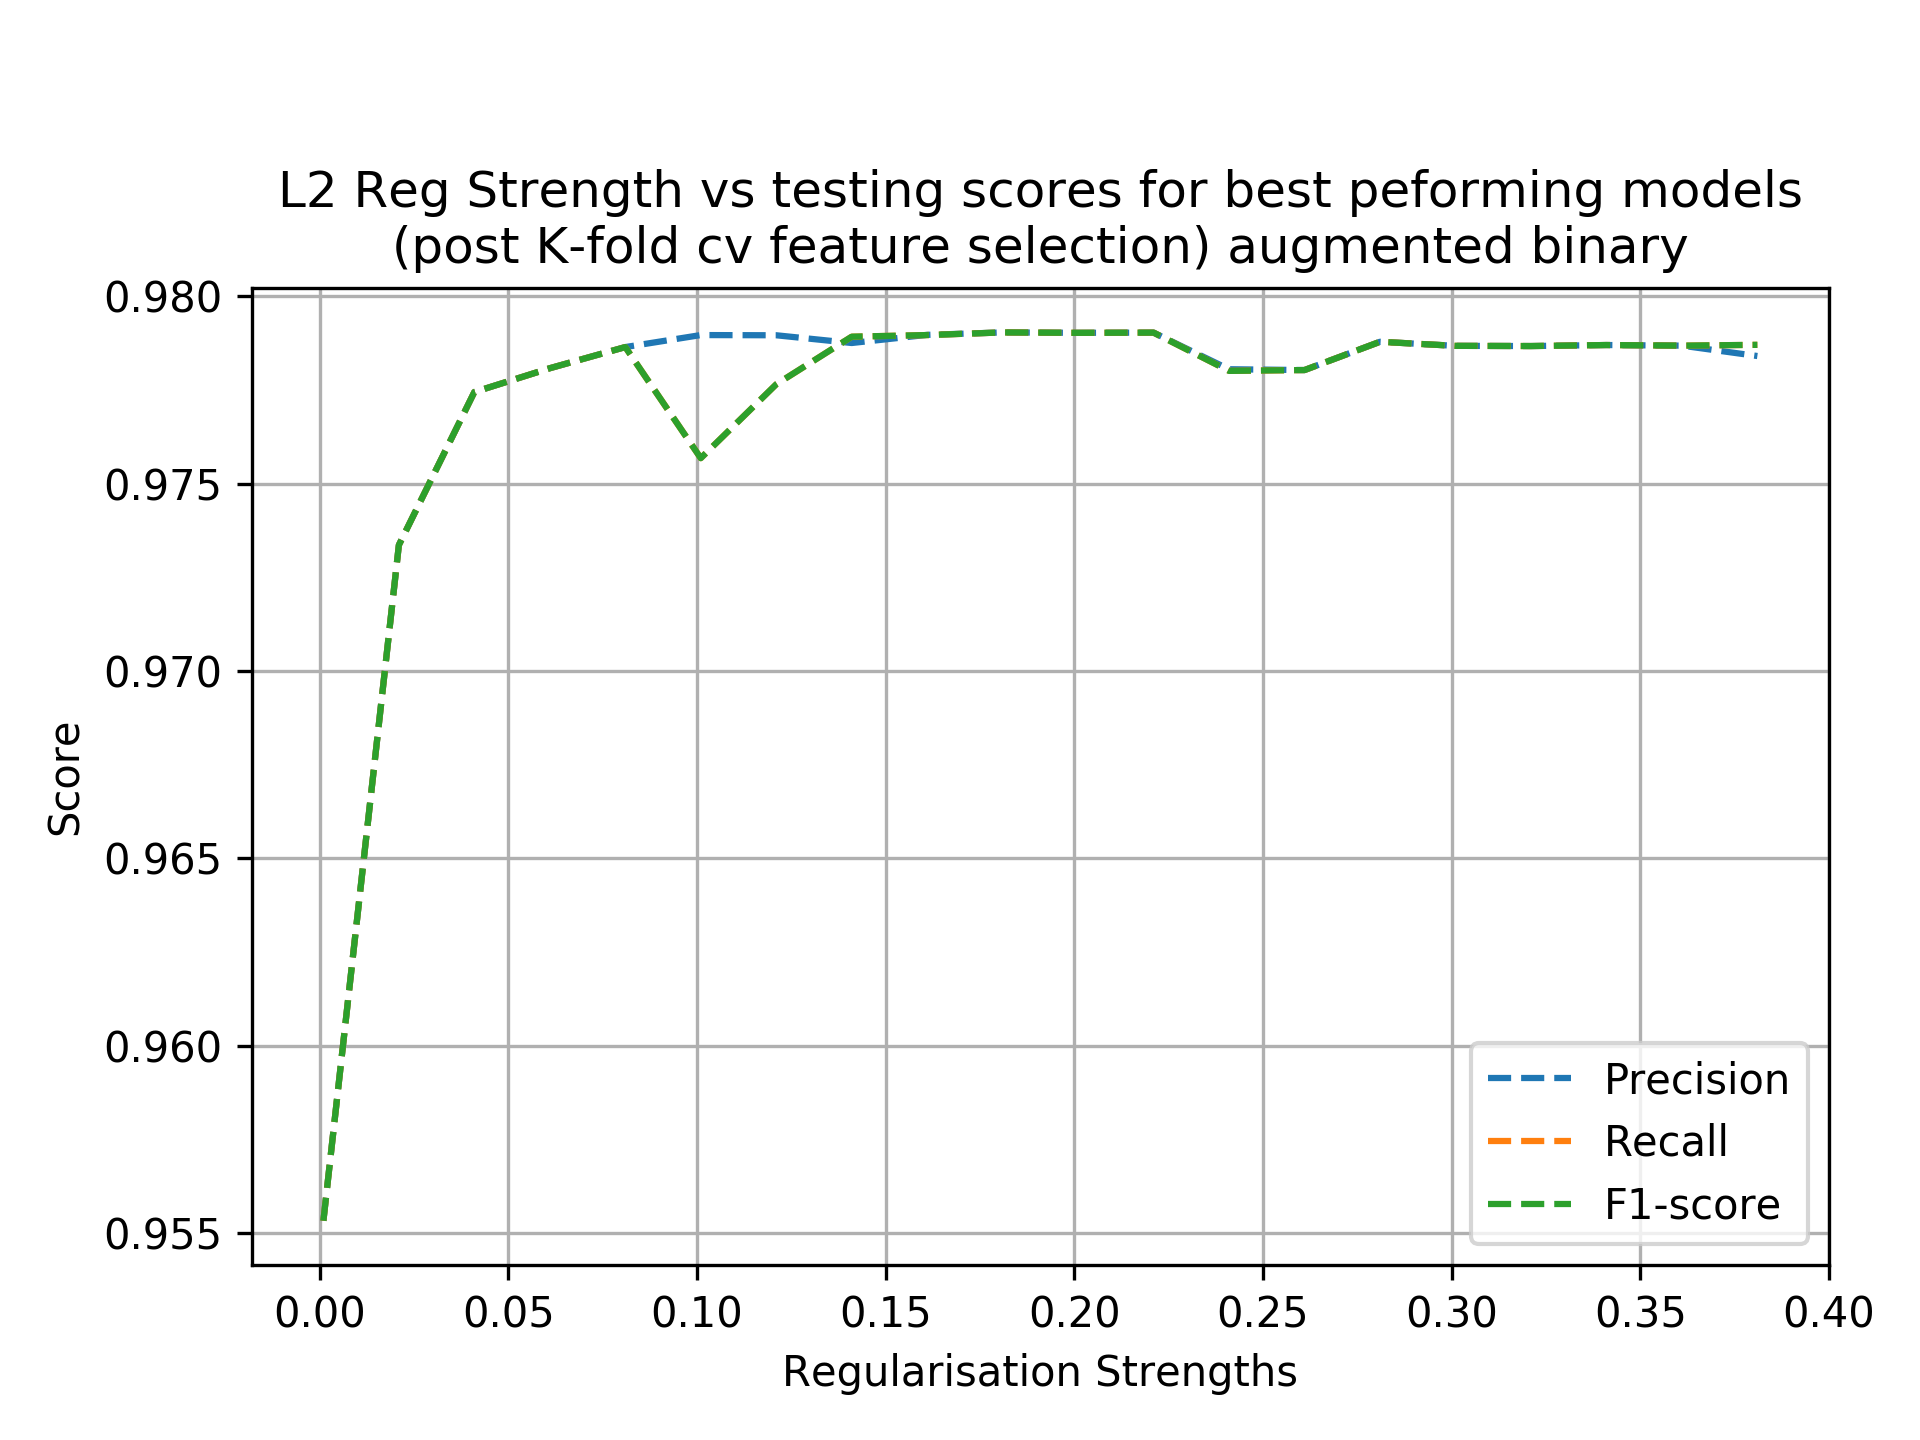 L2 Reg Strength vs testing scores for best peforming models
(post K-fold cv feature selection) augmented binary
0.980
0.975
0.970
0.965
0.960
0.955
Score
Precision
Recall
F1-score
0.00 0.05 0.10 0.15 0.20 0.25 0.30 0.35 0.40
Regularisation Strengths